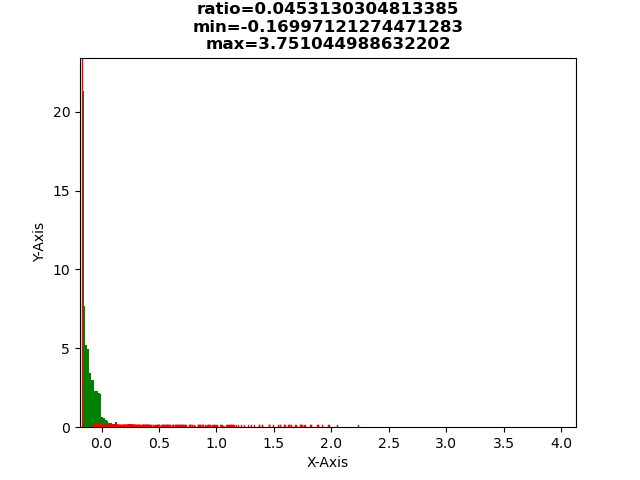 ratio=0.0453130304813385
min=-0.16997121274471283
max=3.751044988632202
20
15
10
5
0
Y-Axis
0.0 0.5 1.0 1.5 2.0 2.5 3.0 3.5 4.0
X-Axis